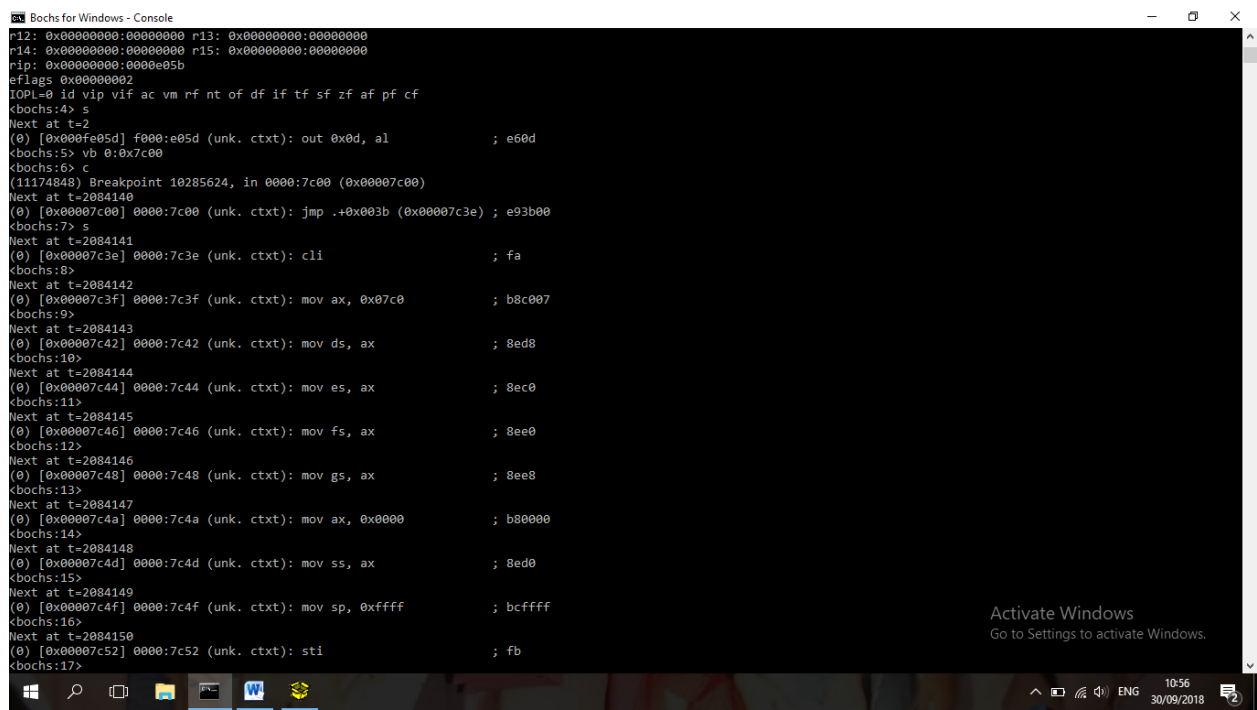 Bochs for Windows - Console
r12: 0x00000000:00000000 r13: 0x00000000:00000000
r14: 0x00000000:00000000 r15: 0x00000000:00000000
rip: 0x00000000:0000e05b
eflags 0x00000002
IOPL=0 id vip vif ac vm rf nt of df if tf sf zf af pf cf
<bochs:4> s
Next at t=2
(0) [0x000fe05d] f000:e05d (unk. ctxt): out 0x0d, al ; e60d
<bochs:5> vb 0:0x7c00
<bochs:6> c
(11174848) Breakpoint 10285624, in 0000:7c00 (0x00007c00)
Next at t=2084140
(0) [0x00007c00] 0000:7c00 (unk. ctxt): jmp .+0x003b (0x00007c3e) ; e93b00
<bochs:7> s
Next at t=2084141
(0) [0x00007c3e] 0000:7c3e (unk. ctxt): cli ; fa
<bochs:8>
Next at t=2084142
(0) [0x00007c3f] 0000:7c3f (unk. ctxt): mov ax, 0x07c0 ; b8c007
<bochs:9>
Next at t=2084143
(0) [0x00007c42] 0000:7c42 (unk. ctxt): mov ds, ax ; 8ed8
<bochs:10>
Next at t=2084144
(0) [0x00007c44] 0000:7c44 (unk. ctxt): mov es, ax ; 8ec0
<bochs:11>
Next at t=2084145
(0) [0x00007c46] 0000:7c46 (unk. ctxt): mov fs, ax ; 8ee0
<bochs:12>
Next at t=2084146
(0) [0x00007c48] 0000:7c48 (unk. ctxt): mov gs, ax ; 8ee8
<bochs:13>
Next at t=2084147
(0) [0x00007c4a] 0000:7c4a (unk. ctxt): mov ax, 0x0000 ; b80000
<bochs:14>
Next at t=2084148
(0) [0x00007c4d] 0000:7c4d (unk. ctxt): mov ss, ax ; 8ed0
<bochs:15>
Next at t=2084149
(0) [0x00007c4f] 0000:7c4f (unk. ctxt): mov sp, 0xffff ; bcffff
<bochs:16>
Next at t=2084150
(0) [0x00007c52] 0000:7c52 (unk. ctxt): sti ; fb
<bochs:17>
Activate Windows
Go to Settings to activate Windows.
ENG
10:56
30/09/2018
2